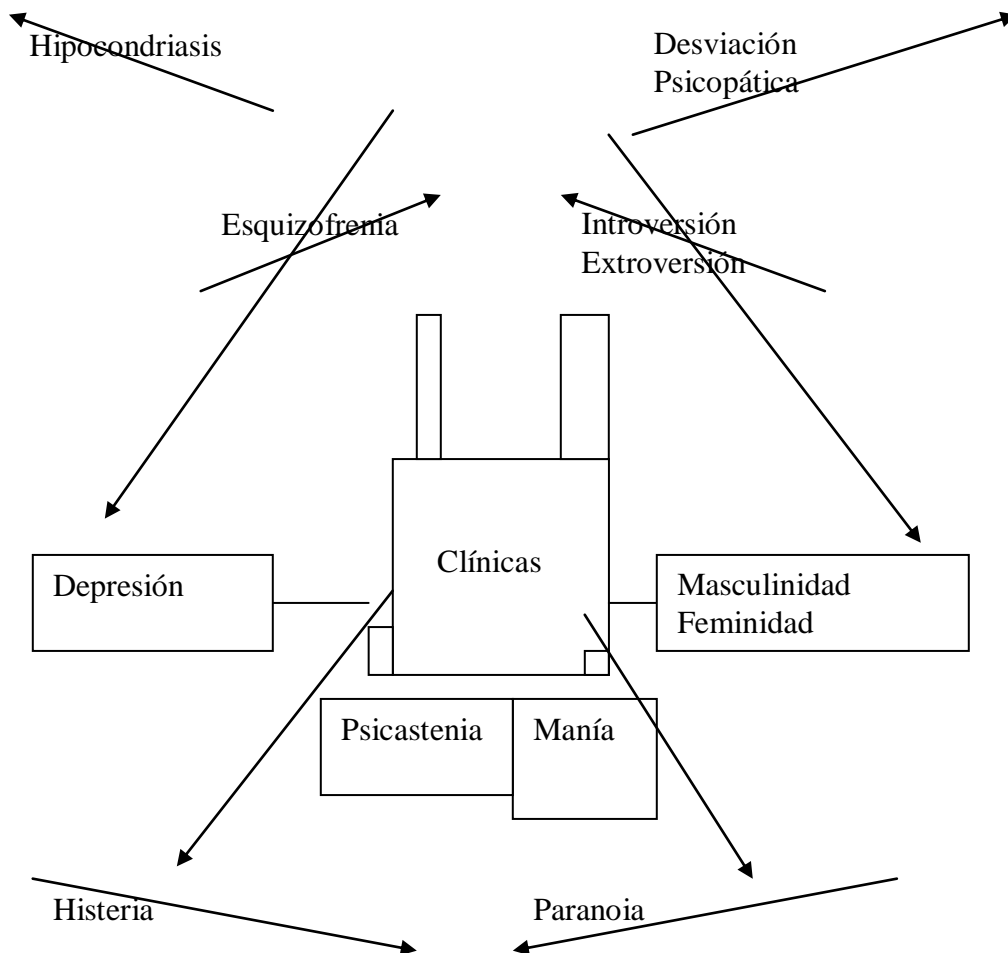 Hipocondriasis
Desviación
Psicopática
Esquizofrenia
Introversión
Extroversión
Clínicas
Depresión
Masculinidad
Feminidad
Psicastenia
Manía
Histeria
Paranoia